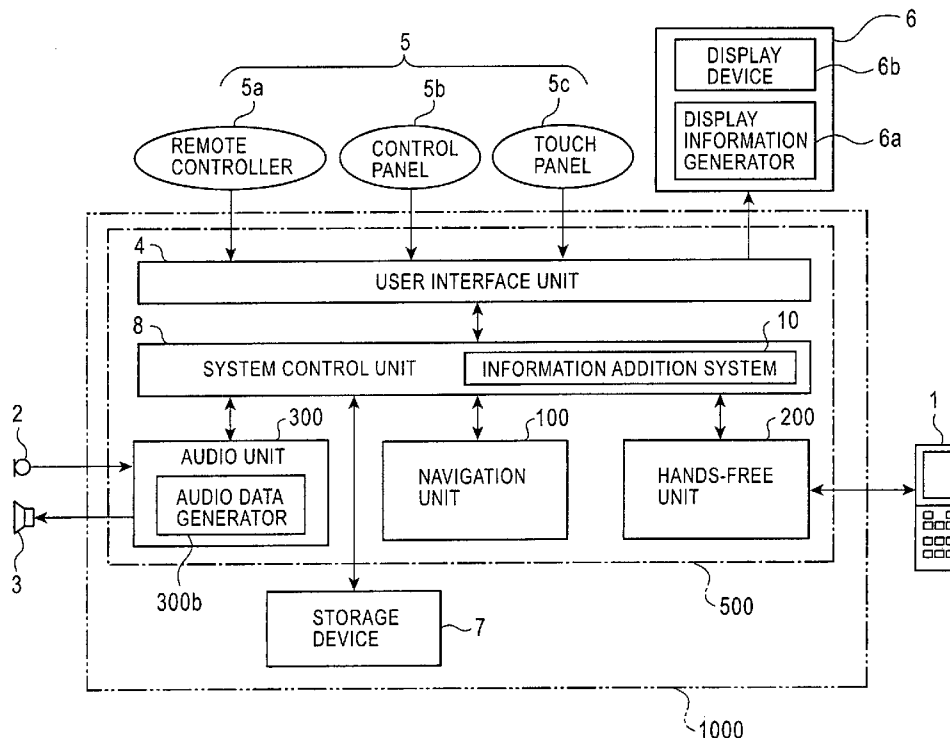 5
5a
5b
5c
6
REMOTE
CONTROLLER
CONTROL
PANEL
TOUCH
PANEL
DISPLAY
DEVICE
6b
DISPLAY
INFORMATION
GENERATOR
6a
4
USER INTERFACE UNIT
8
10
SYSTEM CONTROL UNIT
INFORMATION ADDITION SYSTEM
2
300
100
200
1
AUDIO UNIT
AUDIO DATA
GENERATOR
NAVIGATION
UNIT
HANDS-FREE
UNIT
3
300b
500
STORAGE
DEVICE
7
1000